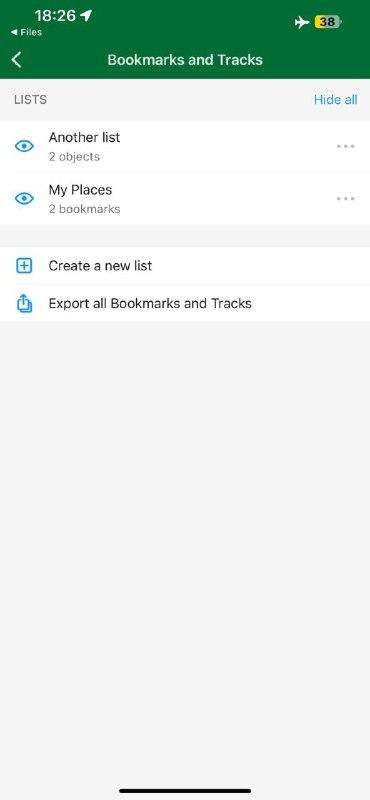 18:26
38
◀ Files
Bookmarks and Tracks
LISTS
Hide all
Another list
2 objects
My Places
2 bookmarks
Create a new list
Export all Bookmarks and Tracks